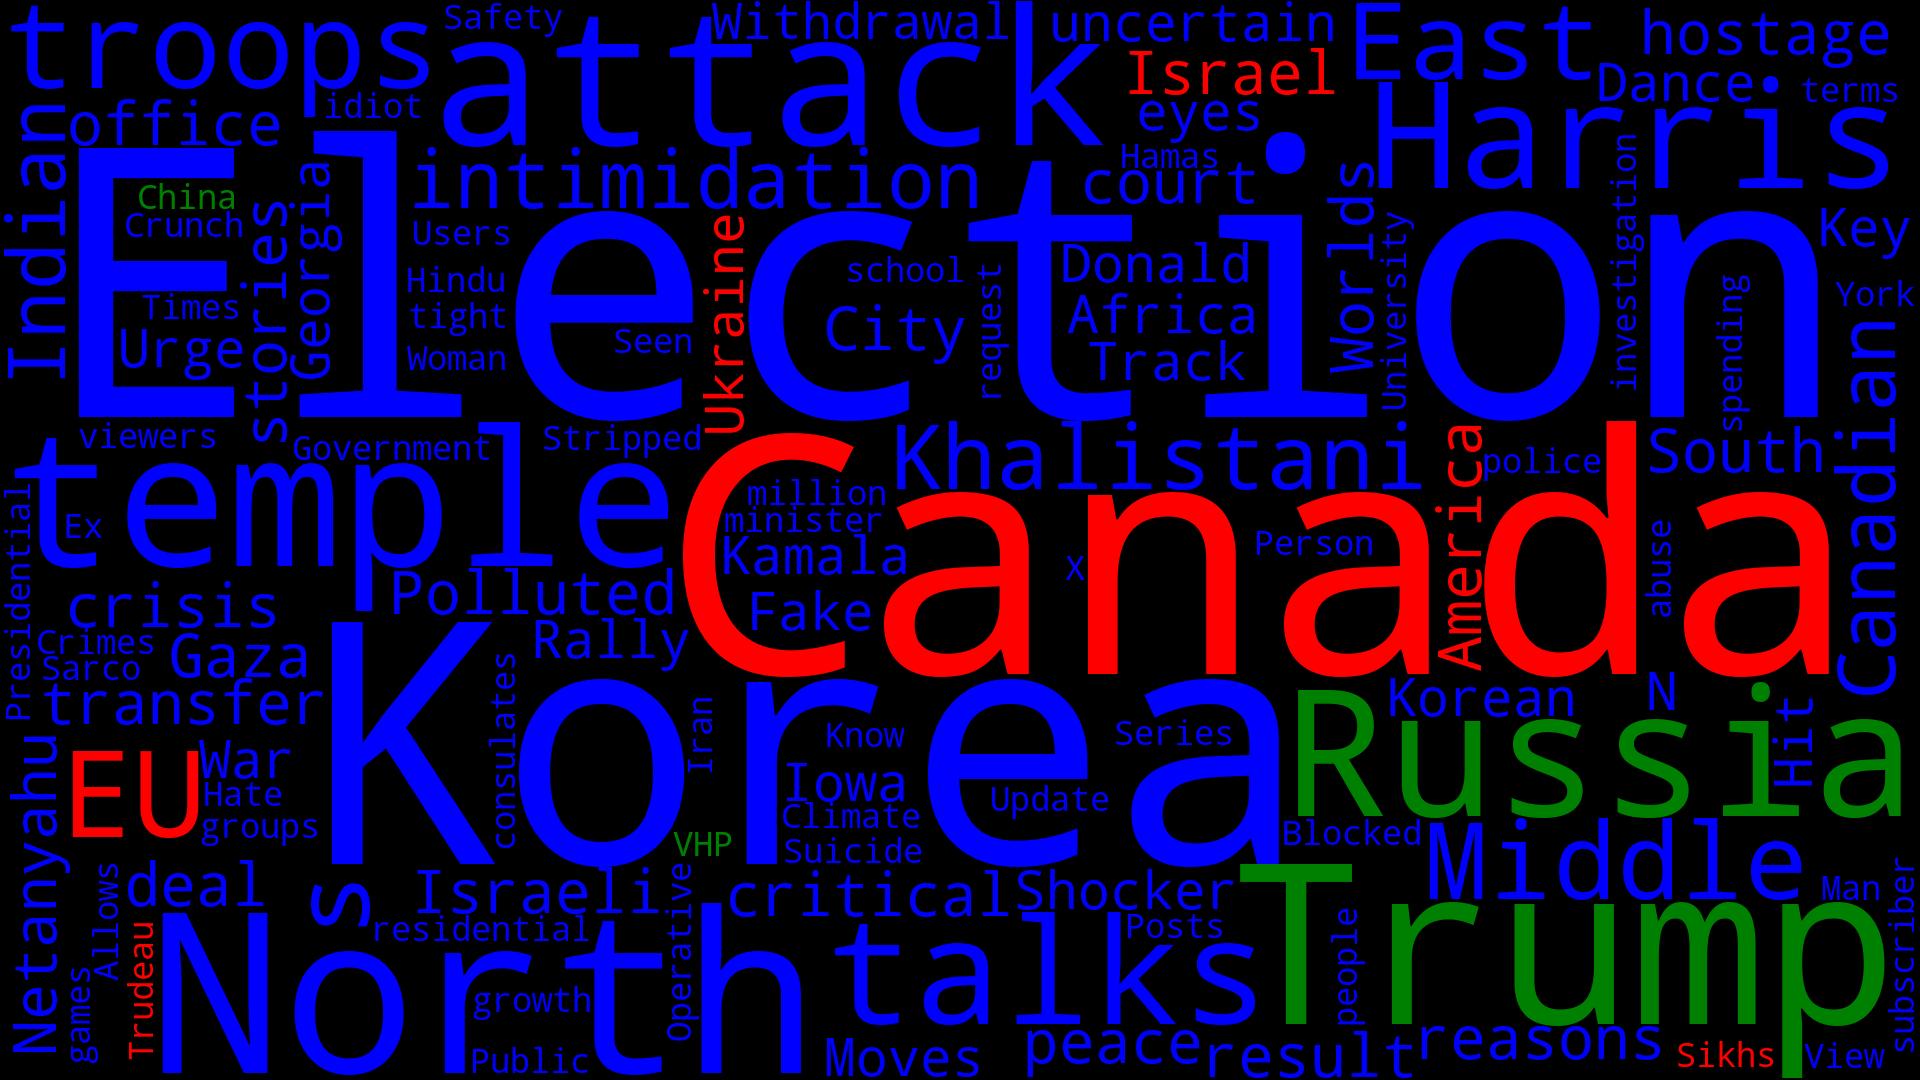 troops
Safety
attack
Withdrawal
uncertain
Israel
East
hostage
Dance
terms
Indian
office
idiot
eyes
Harris
Election
intimidation
Hamas
court
China
Crunch
stories
Georgia
Users
Ukraine
school
request
Donald
Worlds
University
investigation
Key
Hindu
Times
tight
Urge
Woman
Seen
City
Africa
Track
spending
York
Canadian
viewers
Government
Stripped
Khalistani
America
police
South
temple
Canada
million
minister
Presidential
Ex
Kamala
X
Person
abuse
crisis
Polluted
Fake
Crimes
Sarco
Gaza
Rally
transfer
Korea
consulates
Iran
Know
Series
Korean
N
Russia
Hit
Netanyahu
EU
War
Hate
groups
Iowa
Update
Climate
Suicide
VHP
Blocked
Middle
Allows
deal
s
Israeli
residential
Operative
critical
Shocker
Posts
Trump
Man
subscriber
games
Trudeau
North
growth
Public
talks
people
Moves
peace
result
reasons
Sikhs
View